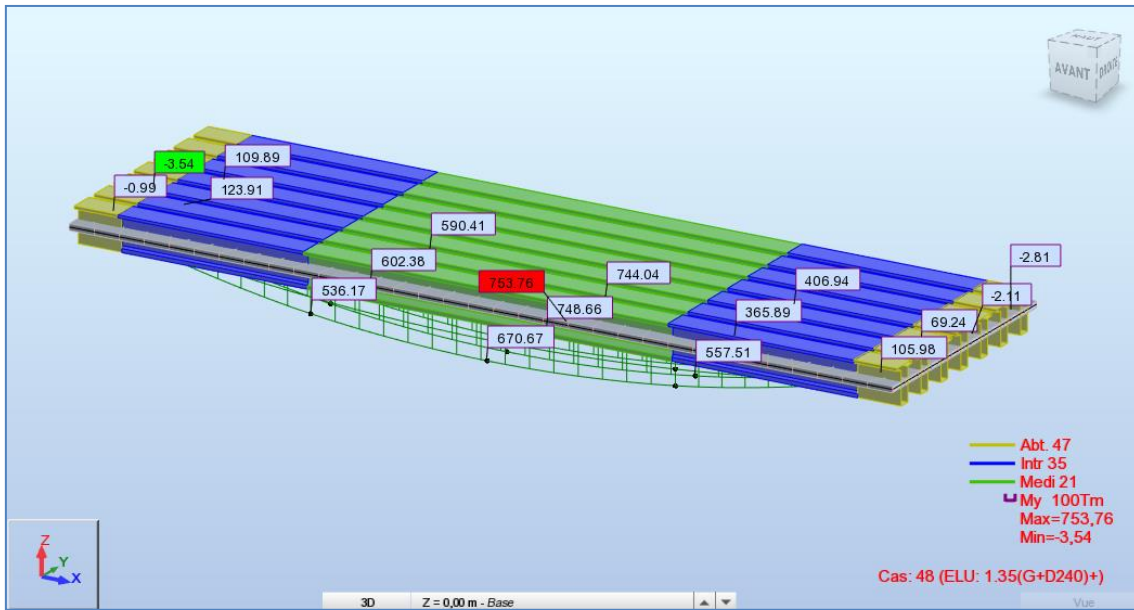 HAUT
AVANT
DROITE
-3.54
109.89
-0.99
123.91
590.41
602.38
536.17
753.76
744.04
748.66
670.67
406.94
365.89
557.51
-2.81
-2.11
69.24
105.98
Abt. 47
Intr 35
Medi 21
My 100Tm
Max=753,76
Min=-3,54
Cas: 48 (ELU: 1.35(G+D240)+)
Z
Y
X
3D Z = 0,00 m - Base
Vue